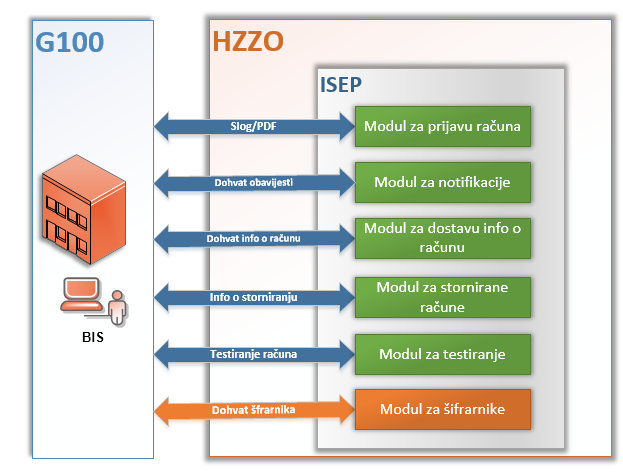 G100
HZZO
ISEP
Slog/PDF
Modul za prijavu računa
Dohvat obavijesti
Modul za notifikacije
Dohvat info o računu
Modul za dostavu info o
računu
Info o storniranju
Modul za stornirane
račune
BIS
Testiranje računa
Modul za testiranje
Dohvat šfrarnika
Modul za šifrarnike